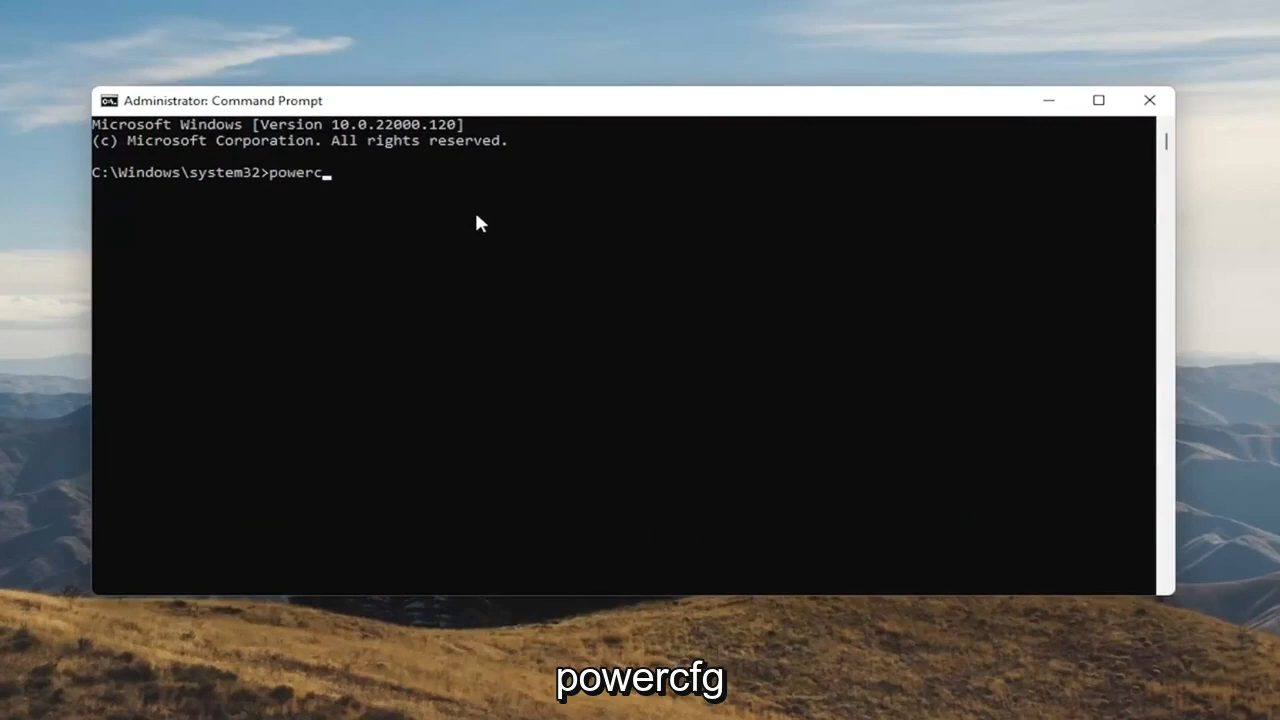 Administrator: Command Prompt
Microsoft Windows [Version 10.0.22000.120]
(c) Microsoft Corporation. All rights reserved.
C:\Windows\system32>powerc_
powercfg